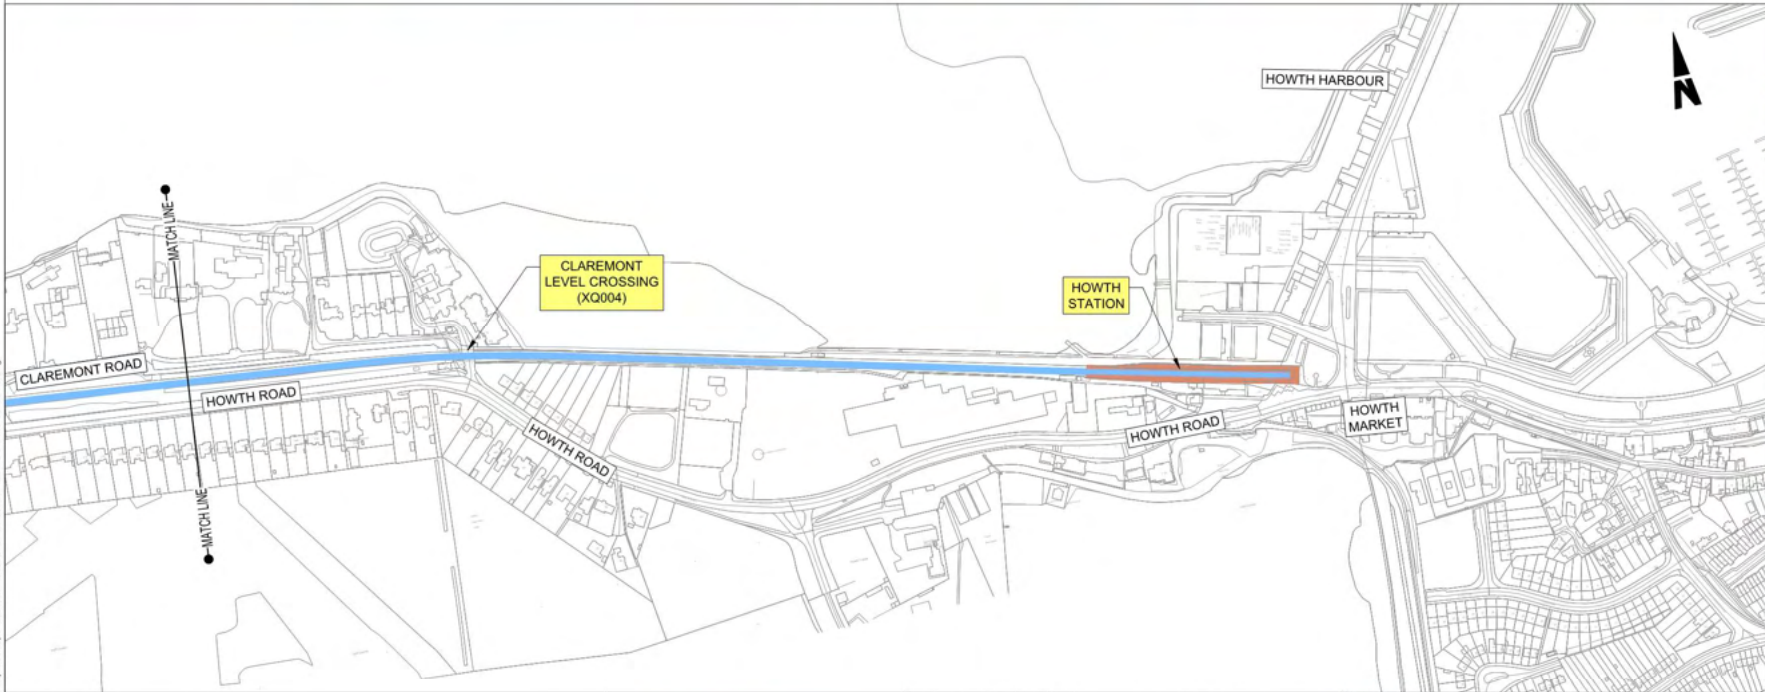 HOWTH HARBOUR
N
MATCH LINE
CLAREMONT
LEVEL CROSSING
(XQ004)
HOWTH
STATION
CLAREMONT ROAD
HOWTH ROAD
HOWTH ROAD
HOWTH ROAD
HOWTH
MARKET
MATCH LINE